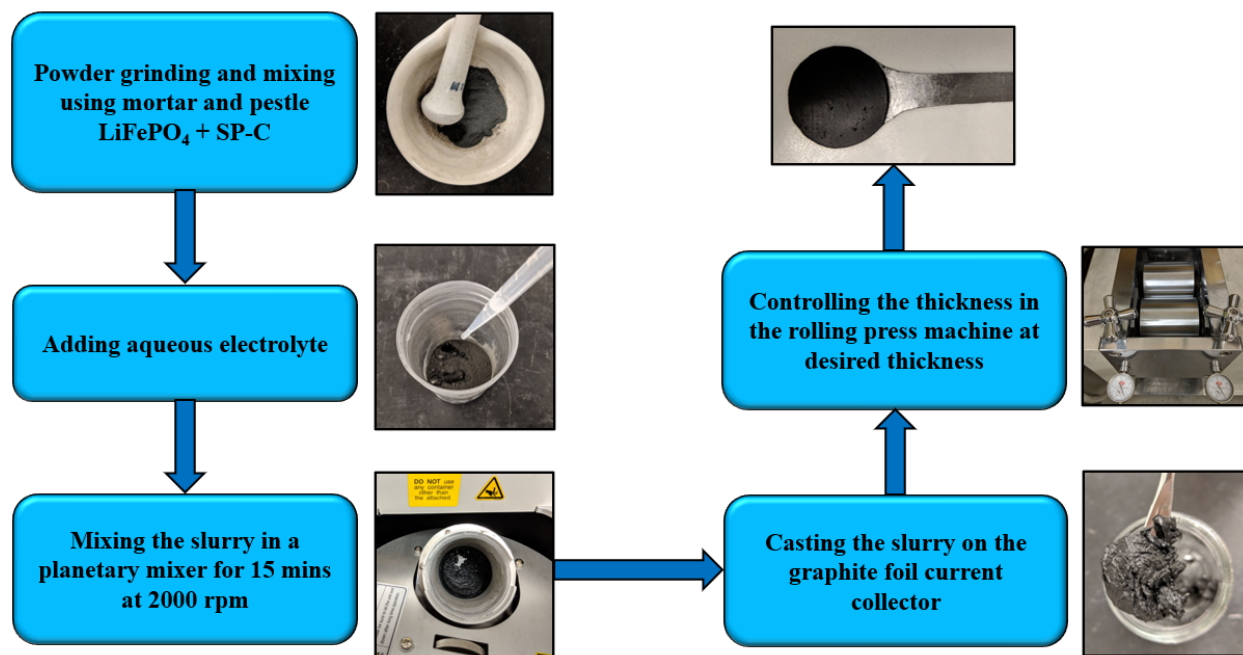 Powder grinding and mixing
using mortar and pestle
LiFePO₄ + SP-C
Adding aqueous electrolyte
Mixing the slurry in a
planetary mixer for 15 mins
at 2000 rpm
DO NOT use
any container
other than
the attached.
Casting the slurry on the
graphite foil current
collector
Controlling the thickness in
the rolling press machine at
desired thickness